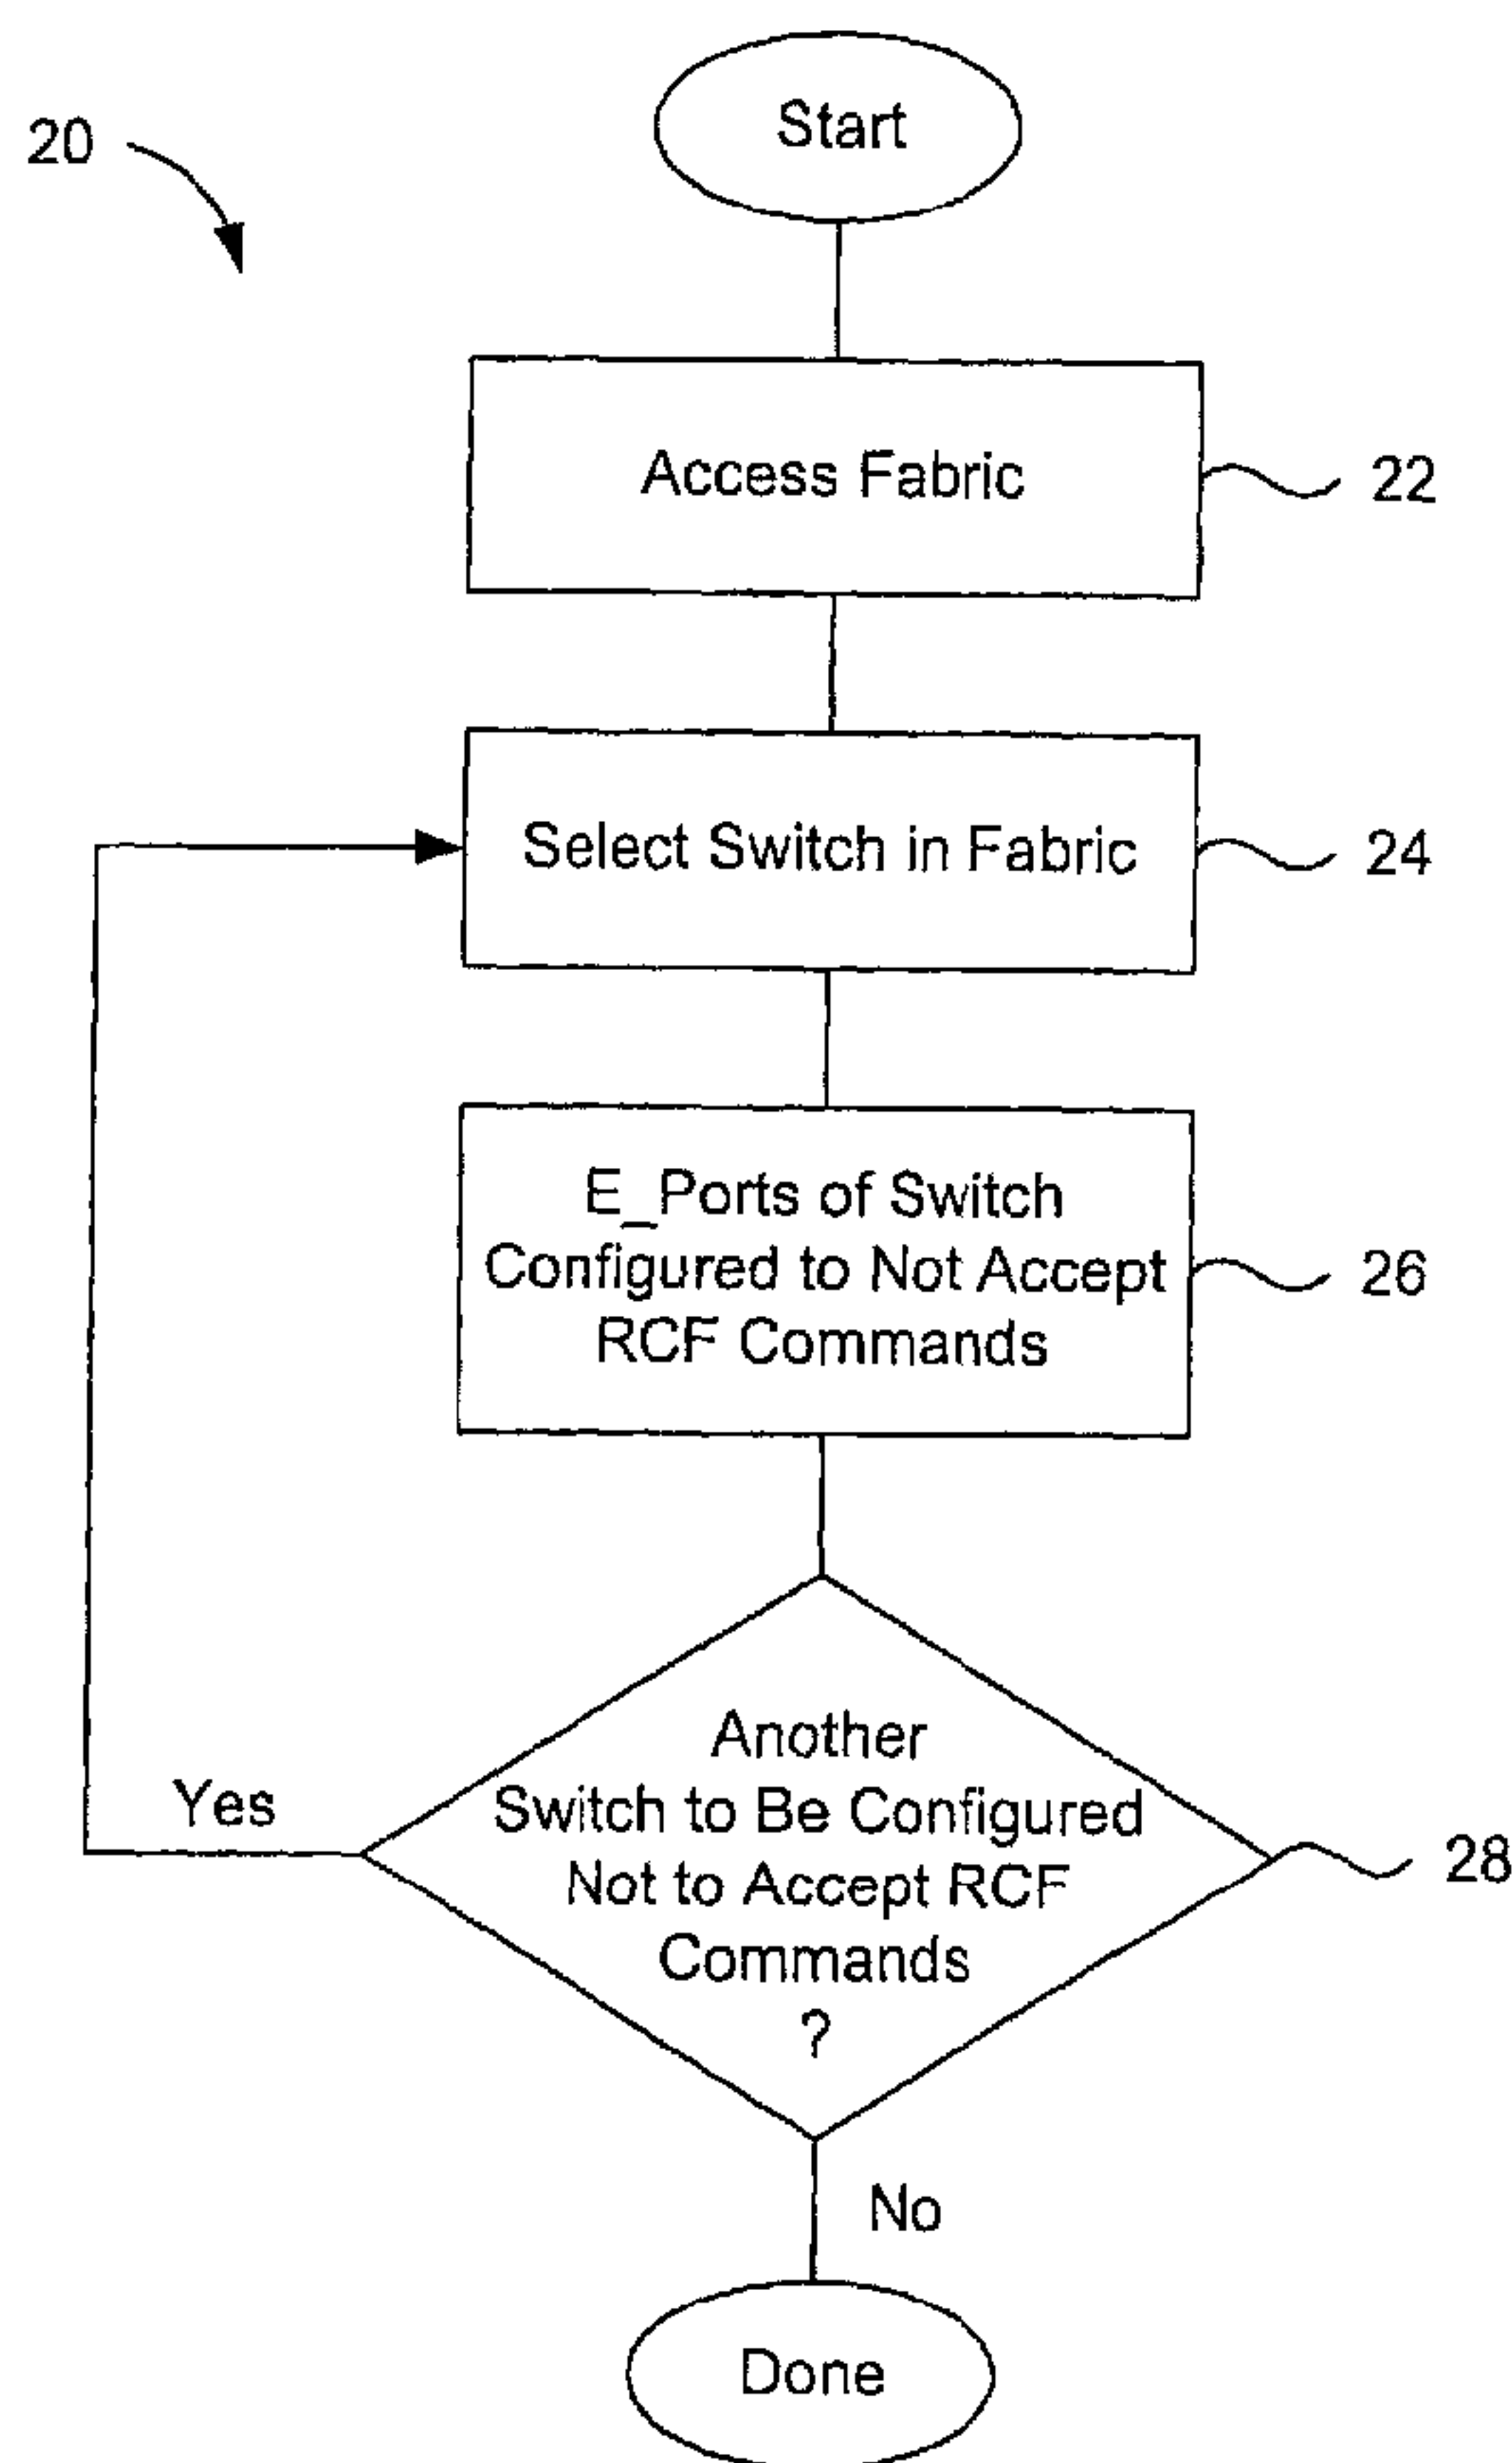 Start
20
Access Fabric
22
Select Switch in Fabric
24
E_Ports of Switch
Configured to Not Accept
RCF Commands
26
Another
Switch to Be Configured
Not to Accept RCF
Commands
?
28
Yes
No
Done